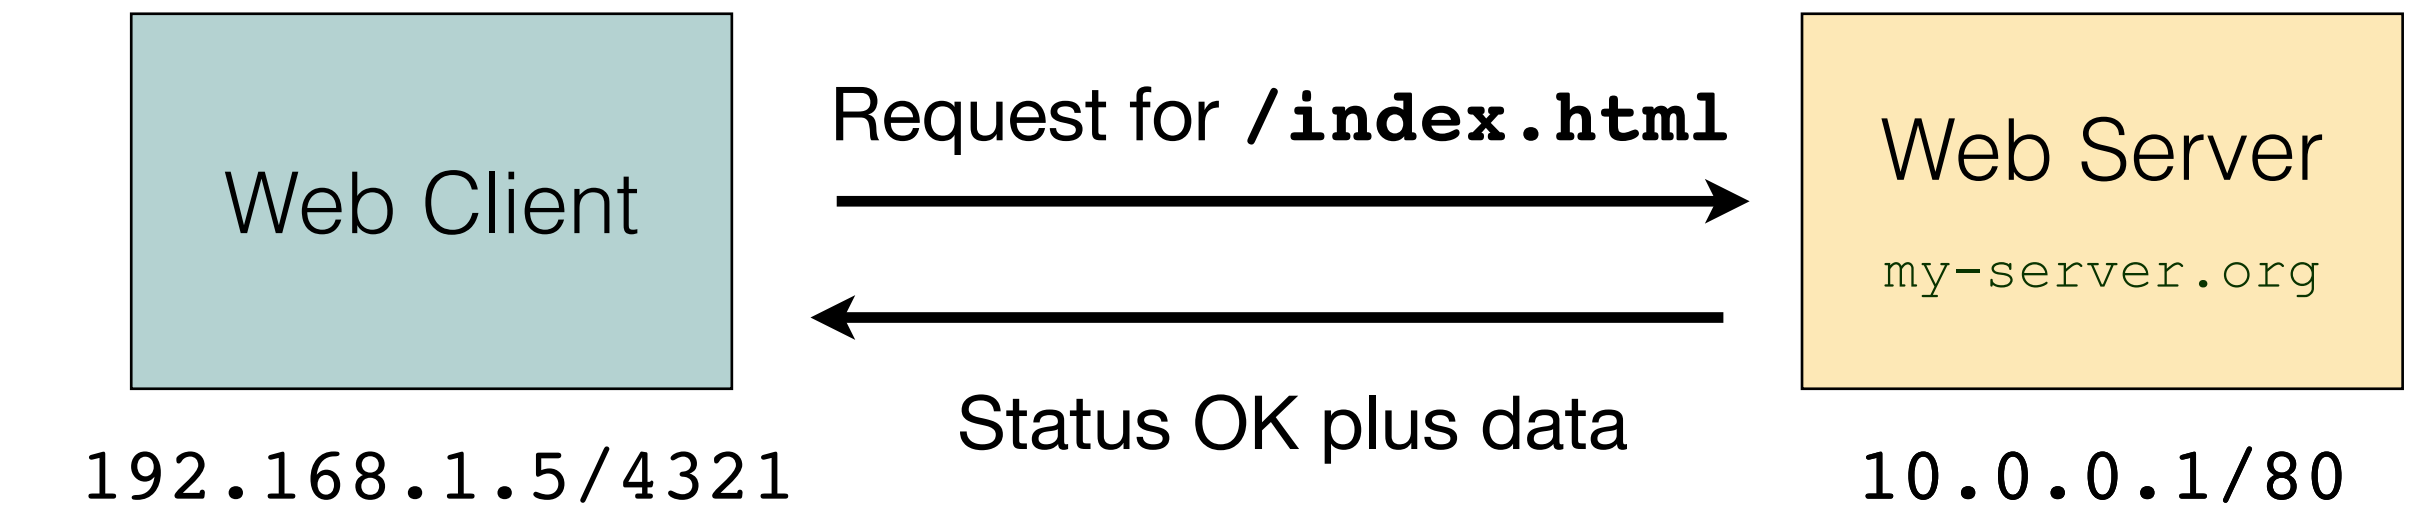 Web Client
192.168.1.5/4321
Request for /index.html
Status OK plus data
Web Server
my-server.org
10.0.0.1/80